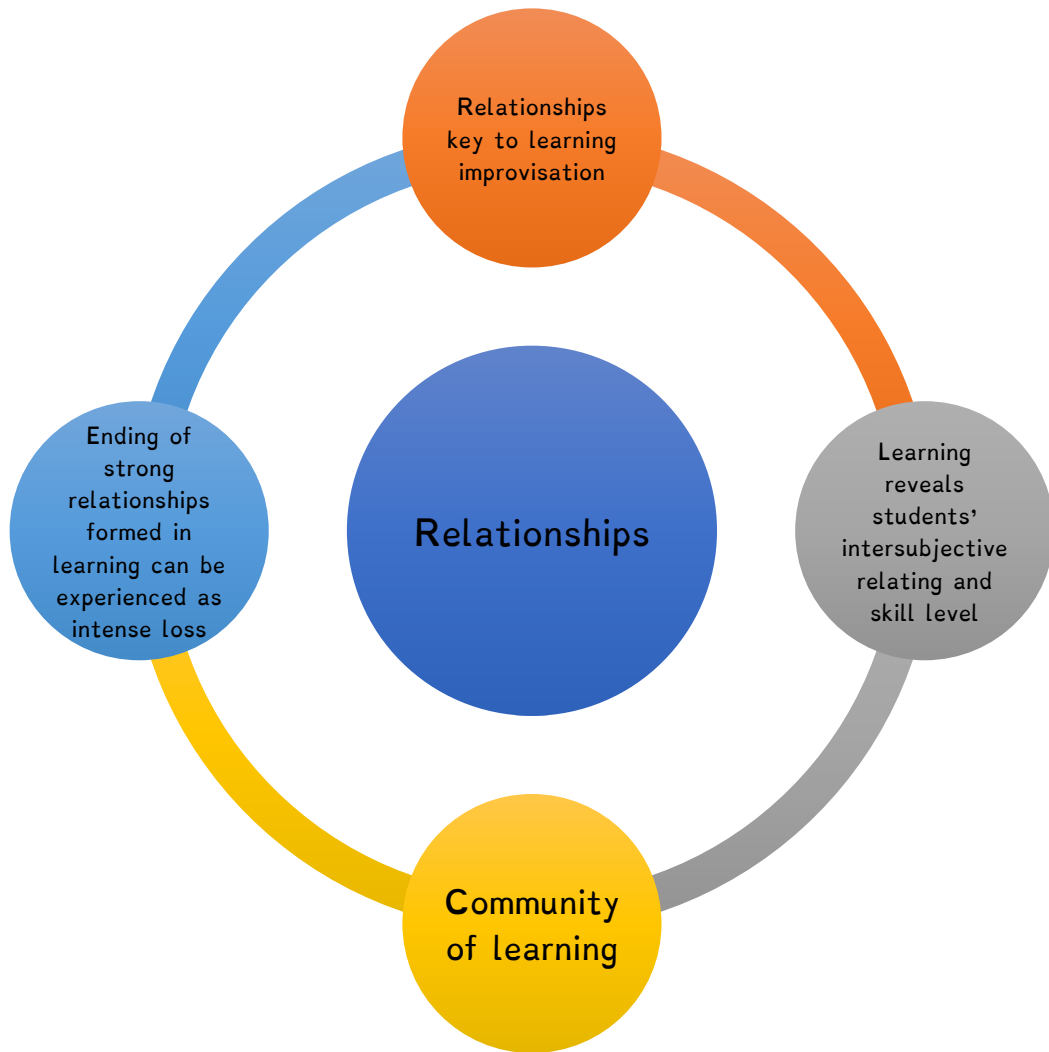 Relationships
key to learning
improvisation
Learning
reveals
students'
intersubjective
relating and
skill level
Community
of learning
Ending of
strong
relationships
formed in
learning can be
experienced as
intense loss
Relationships